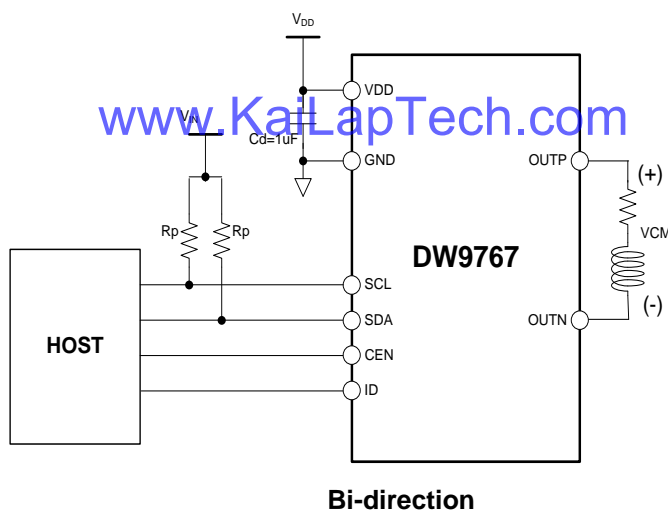 VDD
VDD
www.KaiLapTech.com
VIN
Cd=1uF
GND
OUTP
(+)
Rp
Rp
VCM
DW9767
HOST
SCL
SDA
CEN
ID
OUTN
(-)
Bi-direction